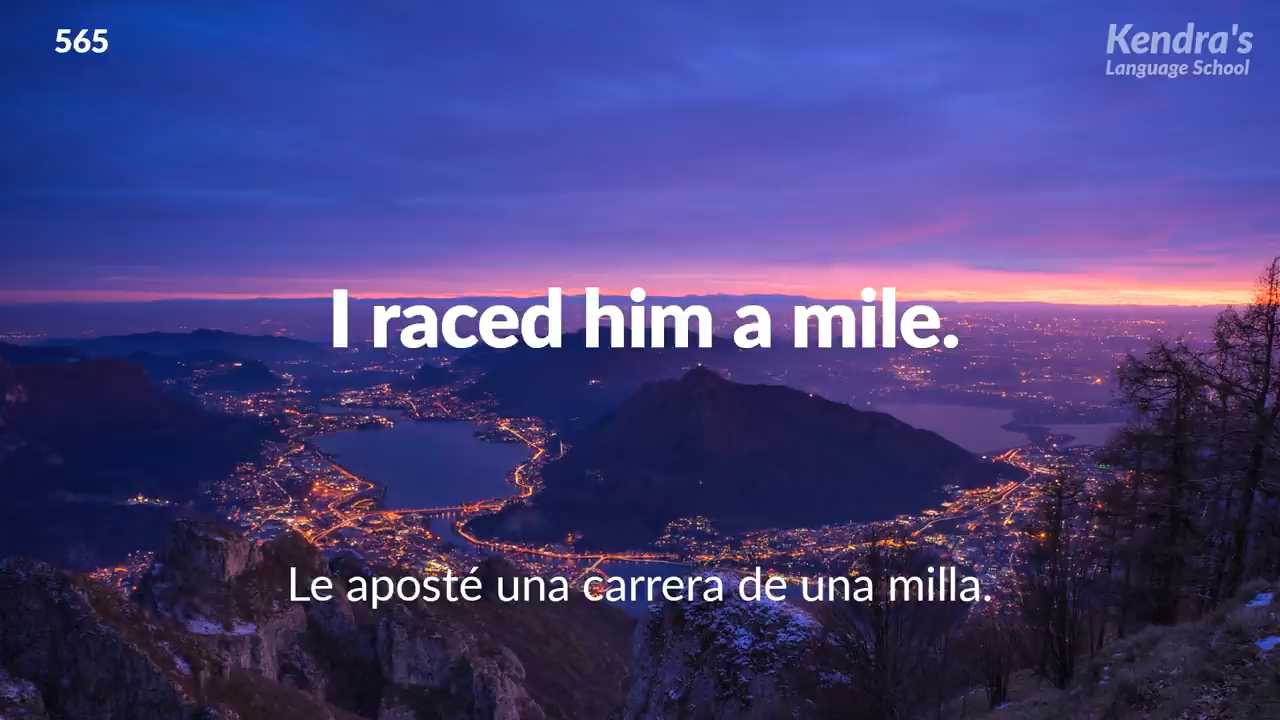 565
Kendra's
Language School
I raced him a mile.
Le aposté una carrera de una milla.